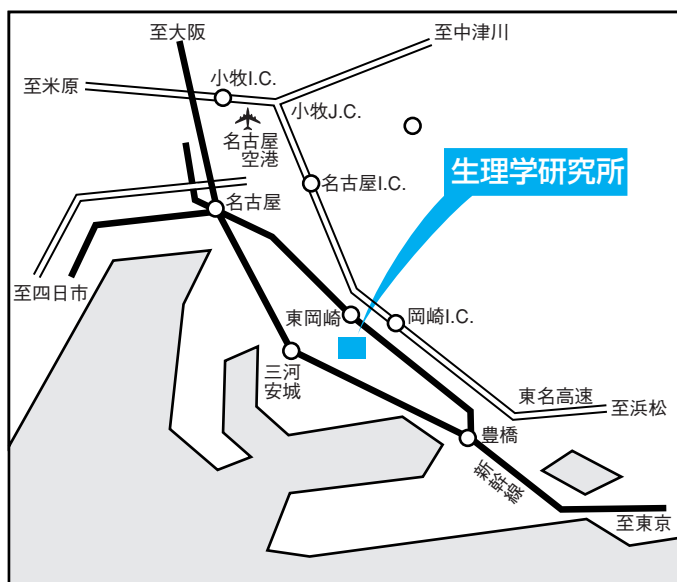 至大阪
至中津川
小牧I.C.
至米原
小牧J.C.
名古屋
空港
生理学研究所
名古屋I.C.
名古屋
至四日市
東岡崎
岡崎I.C.
三河
安城
東名高速
至浜松
豊橋
新幹線
至東京